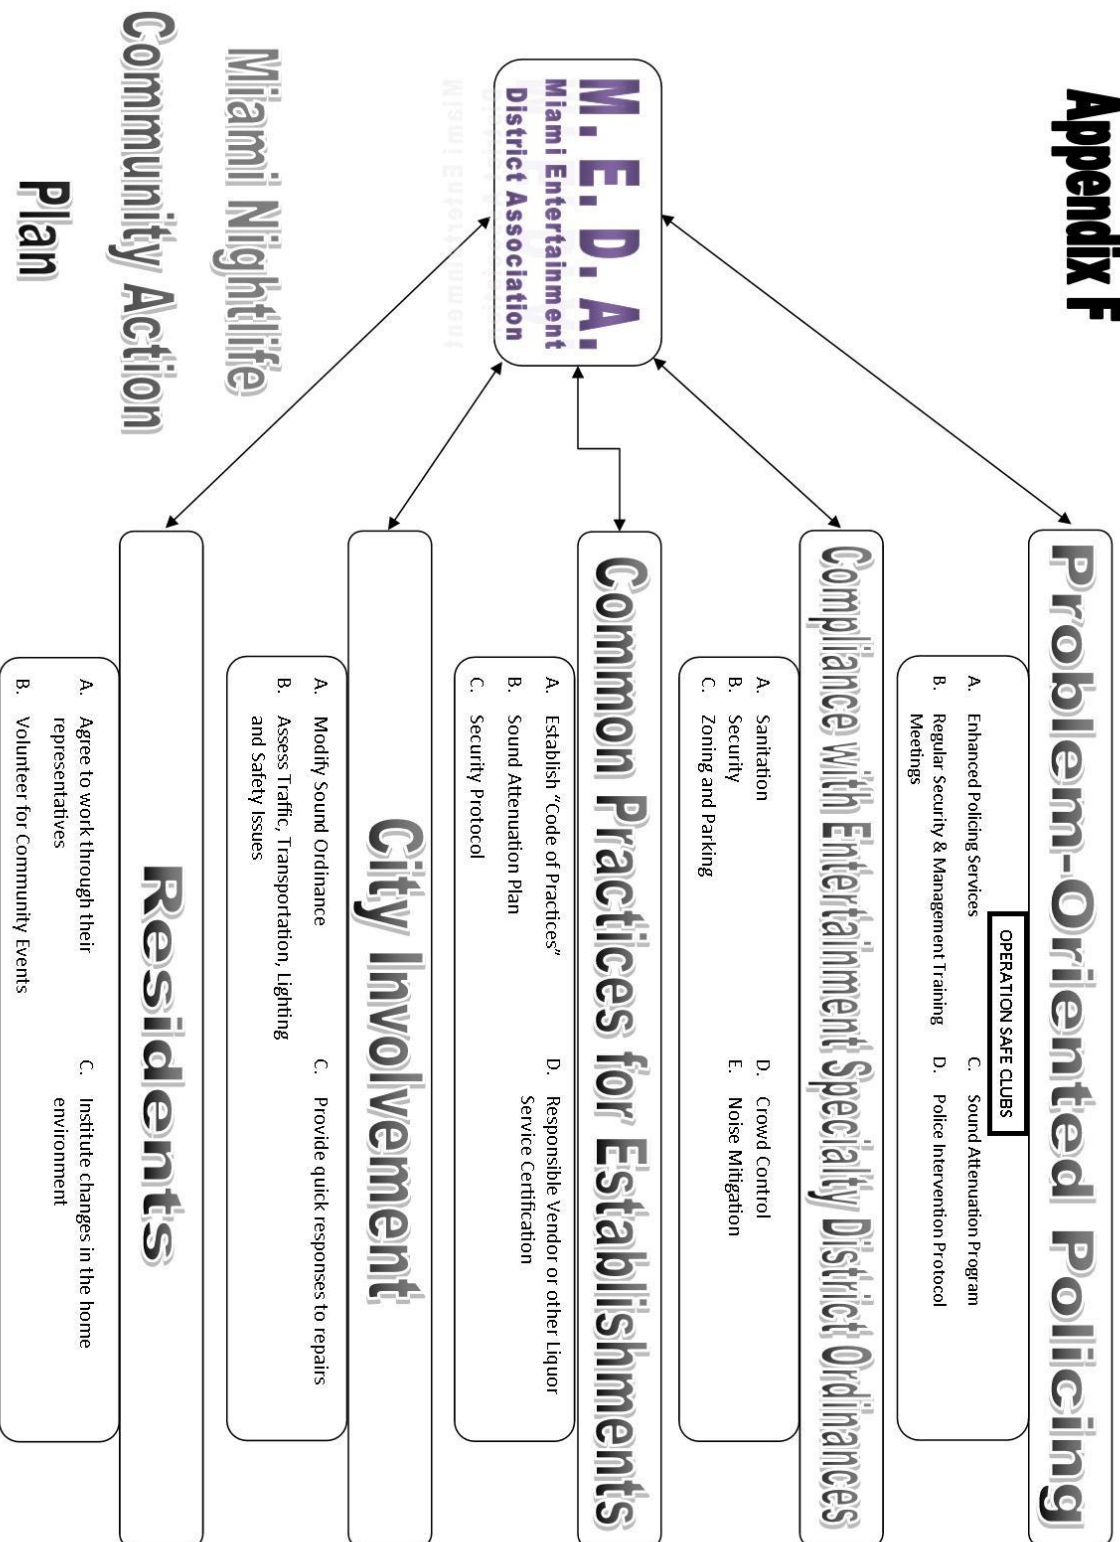 Appendix F
M. E. D. A.
Miami Entertainment
District Association
Miami Nightlife
Community Action
Plan
Problem-Oriented Policing
OPERATION SAFE CLUBS
A. Enhanced Policing Services
B. Regular Security & Management Training
Meetings
C. Sound Attenuation Program
D. Police Intervention Protocol
Compliance with Entertainment Specialty District Ordinances
A. Sanitation
B. Security
C. Zoning and Parking
D. Crowd Control
E. Noise Mitigation
Common Practices for Establishments
A. Establish “Code of Practices”
B. Sound Attenuation Plan
C. Security Protocol
D. Responsible Vendor or other Liquor
Service Certification
City Involvement
A. Modify Sound Ordinance
B. Assess Traffic, Transportation, Lighting
and Safety Issues
C. Provide quick responses to repairs
Residents
A. Agree to work through their
representatives
B. Volunteer for Community Events
C. Institute changes in the home
environment